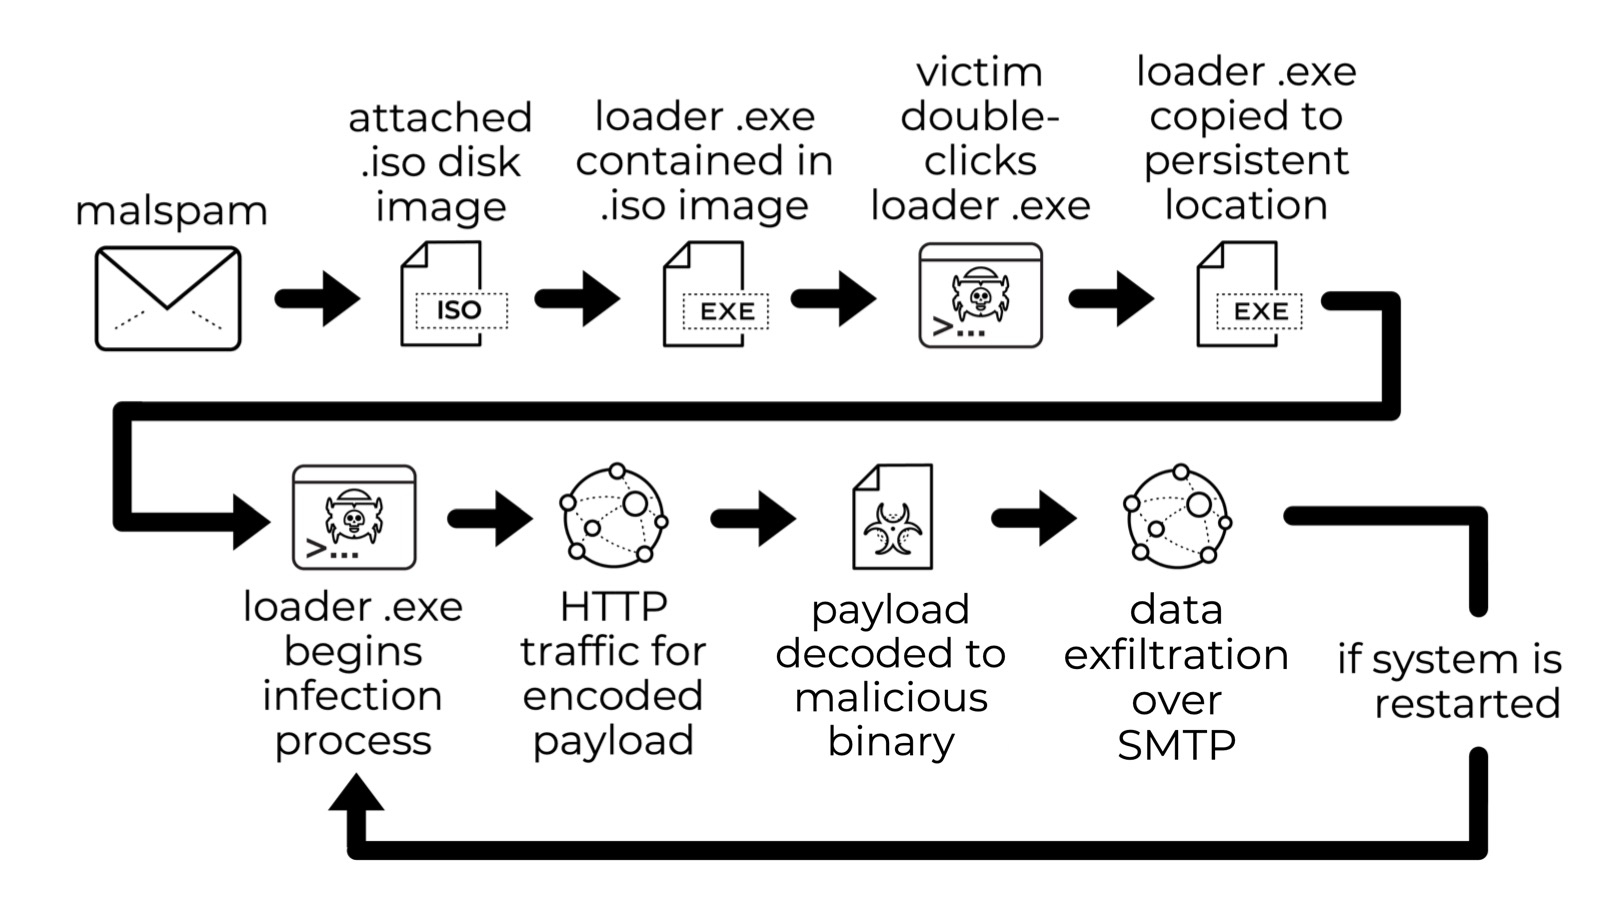 malspam
attached
.iso disk
image
ISO
loader .exe
contained in
.iso image
EXE
victim
double-
clicks
loader .exe
>...
loader .exe
copied to
persistent
location
EXE
>...
loader .exe
begins
infection
process
HTTP
traffic for
encoded
payload
payload
decoded to
malicious
binary
data
exfiltration
over
SMTP
if system is
restarted